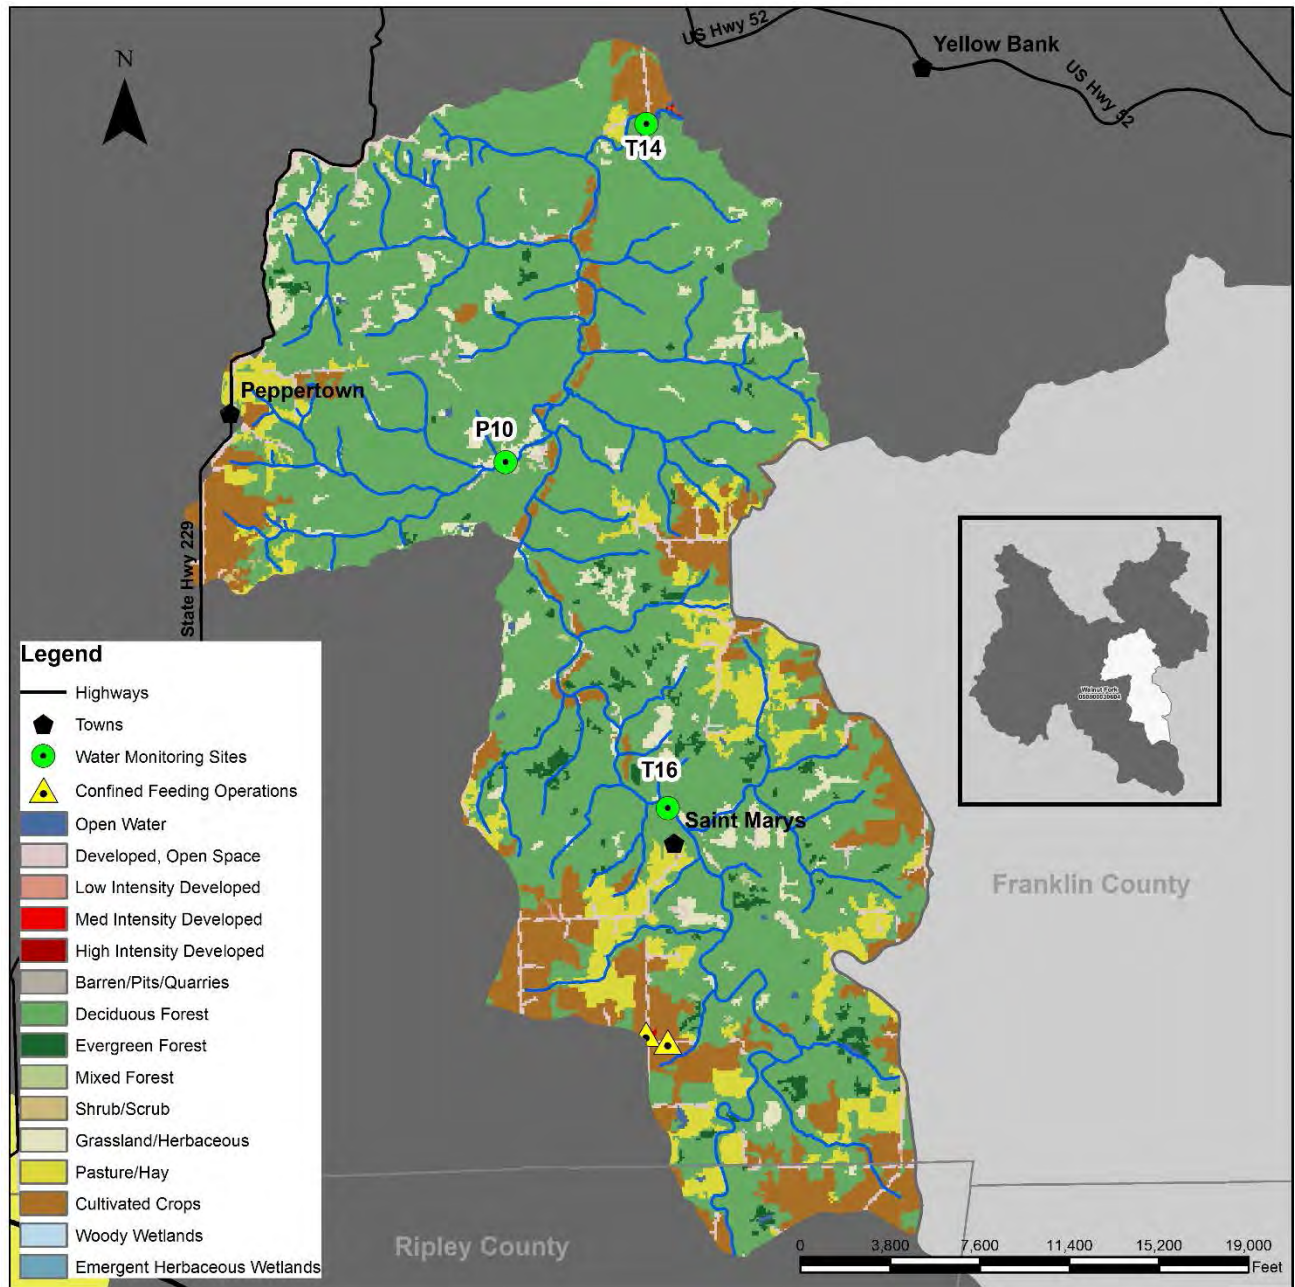 US Hwy 52
Yellow Bank
US Hwy 52
N
T14
Peppertown
P10
State Hwy 229
T16
Saint Marys
Franklin County
Ripley County
Legend
Highways
Towns
Water Monitoring Sites
Confined Feeding Operations
Open Water
Developed, Open Space
Low Intensity Developed
Med Intensity Developed
High Intensity Developed
Barren/Pits/Quarries
Deciduous Forest
Evergreen Forest
Mixed Forest
Shrub/Scrub
Grassland/Herbaceous
Pasture/Hay
Cultivated Crops
Woody Wetlands
Emergent Herbaceous Wetlands
Walnut Fork
0 3,800 7,600 11,400 15,200 19,000
Feet